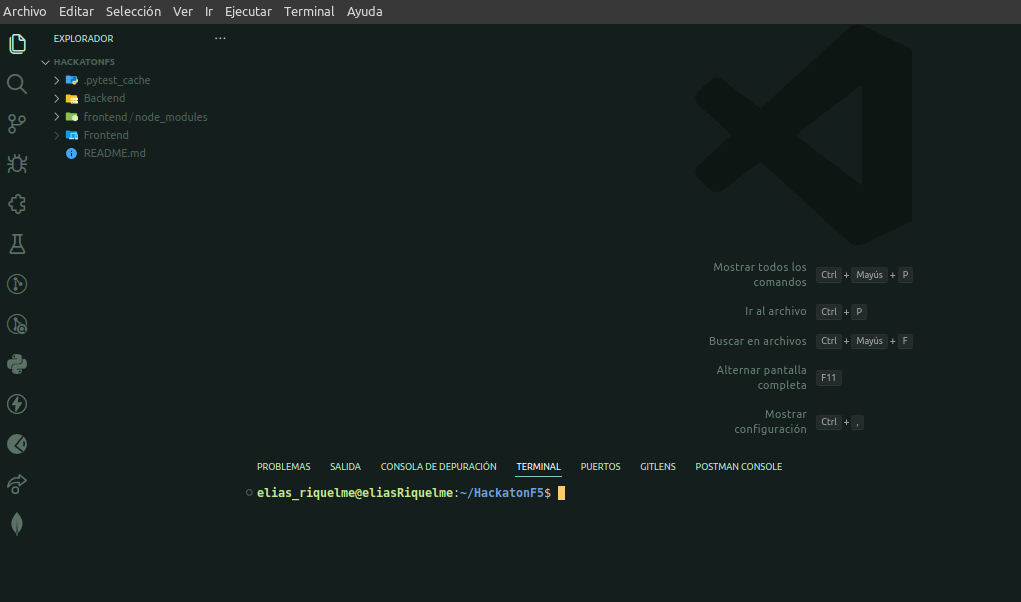 Archivo Editar Selección Ver Ir Ejecutar Terminal Ayuda
EXPLORADOR ...
HACKATONF5
.pytest_cache
Backend
frontend / node_modules
Frontend
README.md
Mostrar todos los
comandos Ctrl + Mayús + P
Ir al archivo Ctrl + P
Buscar en archivos Ctrl + Mayús + F
Alternar pantalla
completa F11
Mostrar
configuración Ctrl + ,
PROBLEMAS SALIDA CONSOLA DE DEPURACIÓN TERMINAL PUERTOS GITLENS POSTMAN CONSOLE
elias_riquelme@eliasRiquelme:~/HackatonF5$